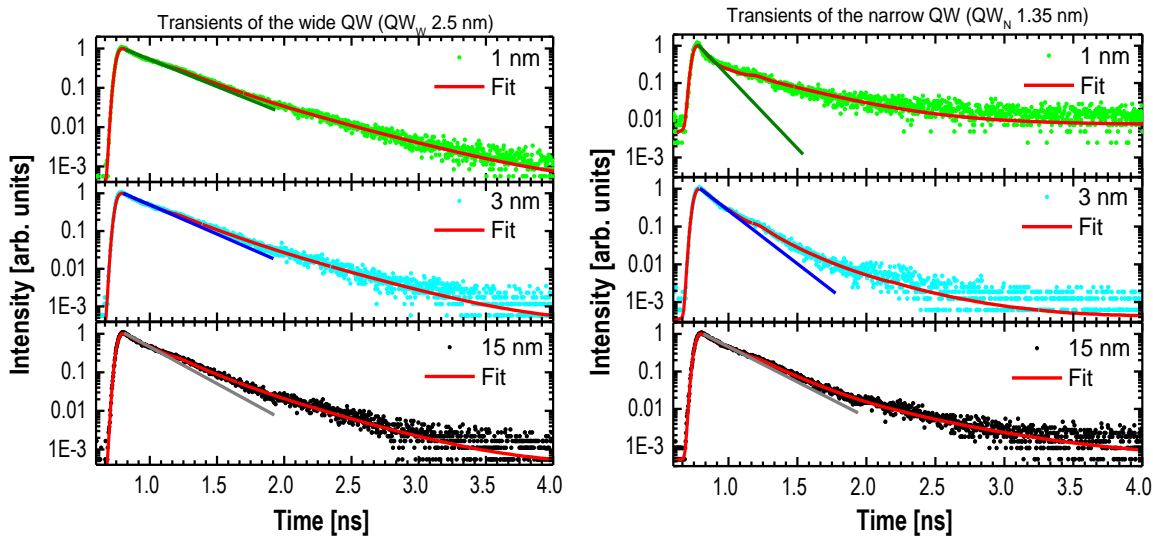 Transients of the wide QW (QW_W 2.5 nm)
1
0.1
0.01
1E-3
1 nm
Fit
1
0.1
0.01
1E-3
3 nm
Fit
1
0.1
0.01
1E-3
15 nm
Fit
1.0 1.5 2.0 2.5 3.0 3.5 4.0
Time [ns]
Intensity [arb. units]
Transients of the narrow QW (QW_N 1.35 nm)
1
0.1
0.01
1E-3
1 nm
Fit
1
0.1
0.01
1E-3
3 nm
Fit
1
0.1
0.01
1E-3
15 nm
Fit
1.0 1.5 2.0 2.5 3.0 3.5 4.0
Time [ns]
Intensity [arb. units]